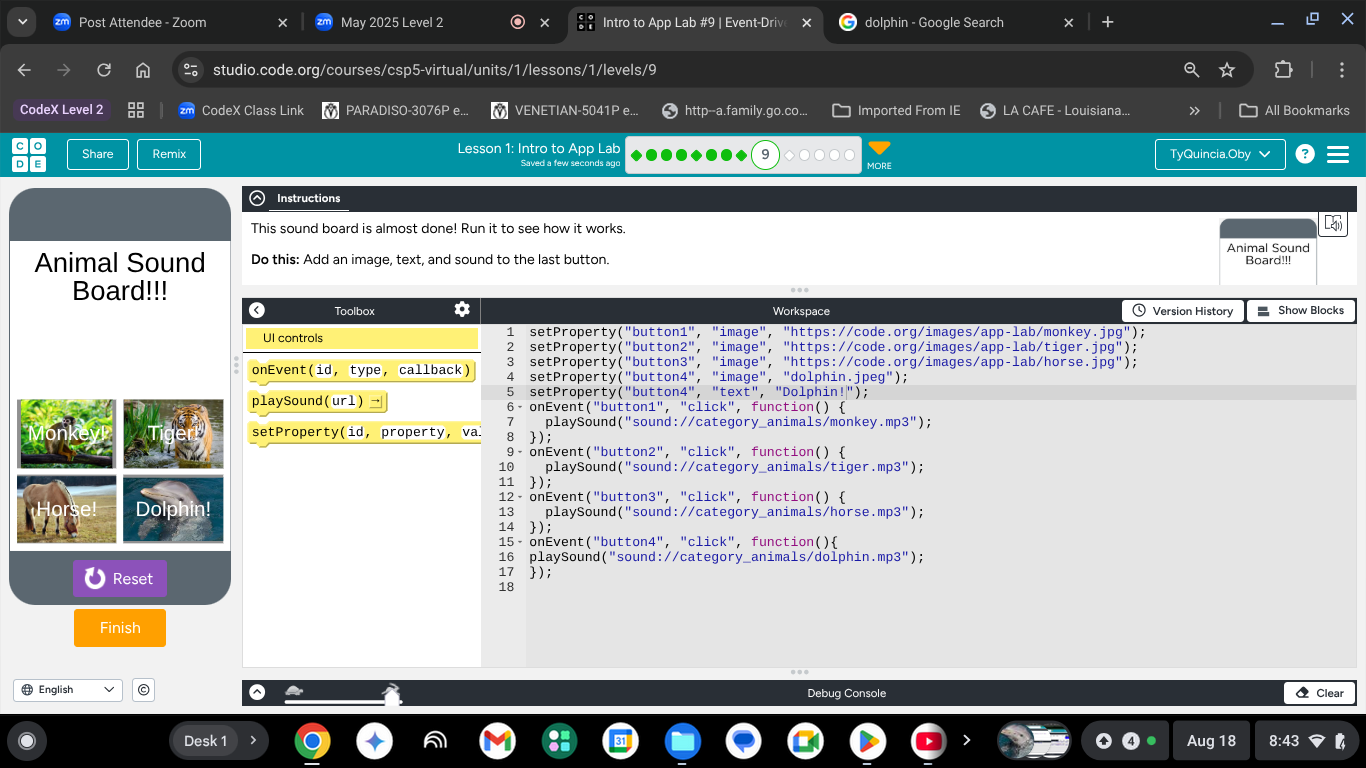 Post Attendee - Zoom
May 2025 Level 2
Intro to App Lab #9 | Event-Drive
dolphin - Google Search
studio.code.org/courses/csp5-virtual/units/1/lessons/1/levels/9
CodeX Level 2
CodeX Class Link
PARADISO-3076P e...
VENETIAN-5041P e...
http--a.family.go.co...
Imported From IE
LA CAFE - Louisiana...
All Bookmarks
CODE
Share
Remix
Lesson 1: Intro to App Lab
Saved a few seconds ago
9
MORE
TyQuincia.Oby
?
Animal Sound
Board!!!
Monkey!
Tiger!
Horse!
Dolphin!
Reset
Finish
English
Instructions
This sound board is almost done! Run it to see how it works.
Do this: Add an image, text, and sound to the last button.
Animal Sound
Board!!!
Toolbox
Workspace
Version History
Show Blocks
UI controls
onEvent(id, type, callback)
playSound(url)
setProperty(id, property, val
1 setProperty("button1", "image", "https://code.org/images/app-lab/monkey.jpg");
2 setProperty("button2", "image", "https://code.org/images/app-lab/tiger.jpg");
3 setProperty("button3", "image", "https://code.org/images/app-lab/horse.jpg");
4 setProperty("button4", "image", "dolphin.jpeg");
5 setProperty("button4", "text", "Dolphin!");
6 onEvent("button1", "click", function() {
7 playSound("sound://category_animals/monkey.mp3");
8 });
9 onEvent("button2", "click", function() {
10 playSound("sound://category_animals/tiger.mp3");
11 });
12 onEvent("button3", "click", function() {
13 playSound("sound://category_animals/horse.mp3");
14 });
15 onEvent("button4", "click", function(){
16 playSound("sound://category_animals/dolphin.mp3");
17 });
18
Debug Console
Clear
Desk 1
31
4
Aug 18
8:43